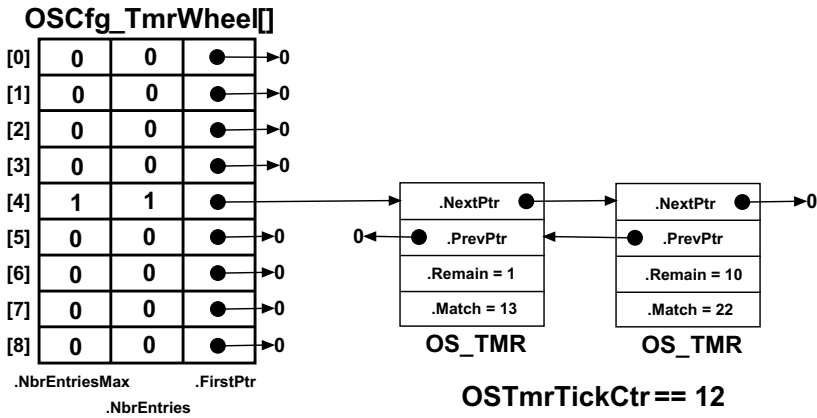 OSCfg_TmrWheel[]
[0] 0 0 0
[1] 0 0 0
[2] 0 0 0
[3] 0 0 0
[4] 1 1 .NextPtr .NextPtr 0
[5] 0 0 0 0 .PrevPtr .PrevPtr
[6] 0 0 0 .Remain = 1 .Remain = 10
[7] 0 0 0 .Match = 13 .Match = 22
[8] 0 0 0 OS_TMR OS_TMR
.NbrEntriesMax .FirstPtr
.NbrEntries
OSTmrTickCtr == 12